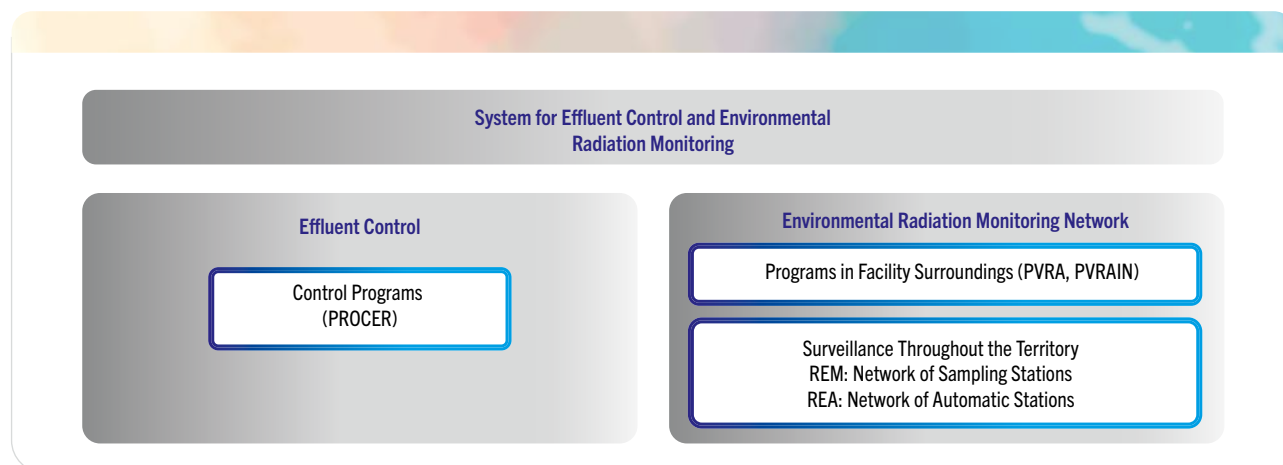 System for Effluent Control and Environmental
Radiation Monitoring
Effluent Control
Control Programs
(PROCER)
Environmental Radiation Monitoring Network
Programs in Facility Surroundings (PVRA, PVRAIN)
Surveillance Throughout the Territory
REM: Network of Sampling Stations
REA: Network of Automatic Stations